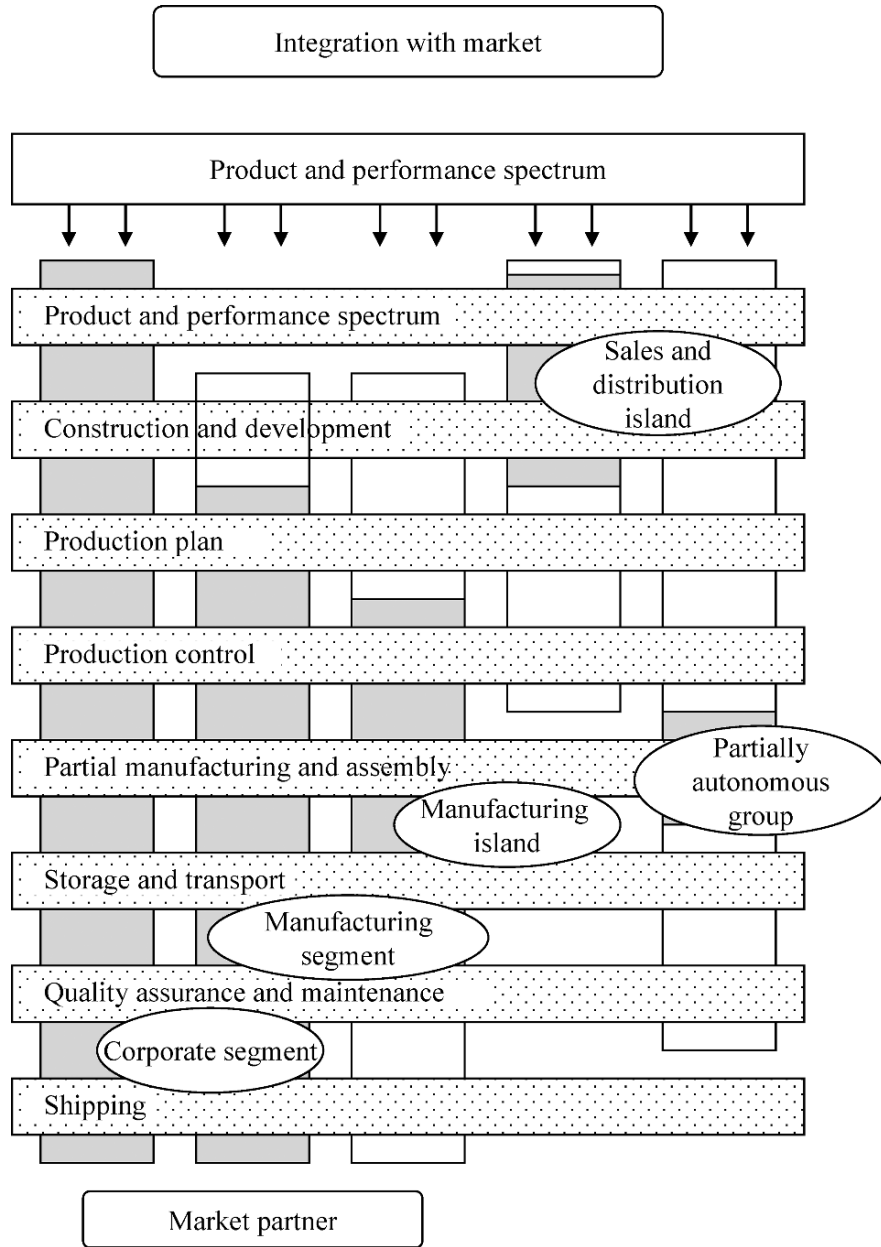 Integration with market
Product and performance spectrum
Product and performance spectrum
Sales and
distribution
island
Construction and development
Production plan
Production control
Partially
autonomous
group
Partial manufacturing and assembly
Manufacturing
island
Storage and transport
Manufacturing
segment
Quality assurance and maintenance
Corporate segment
Shipping
Market partner